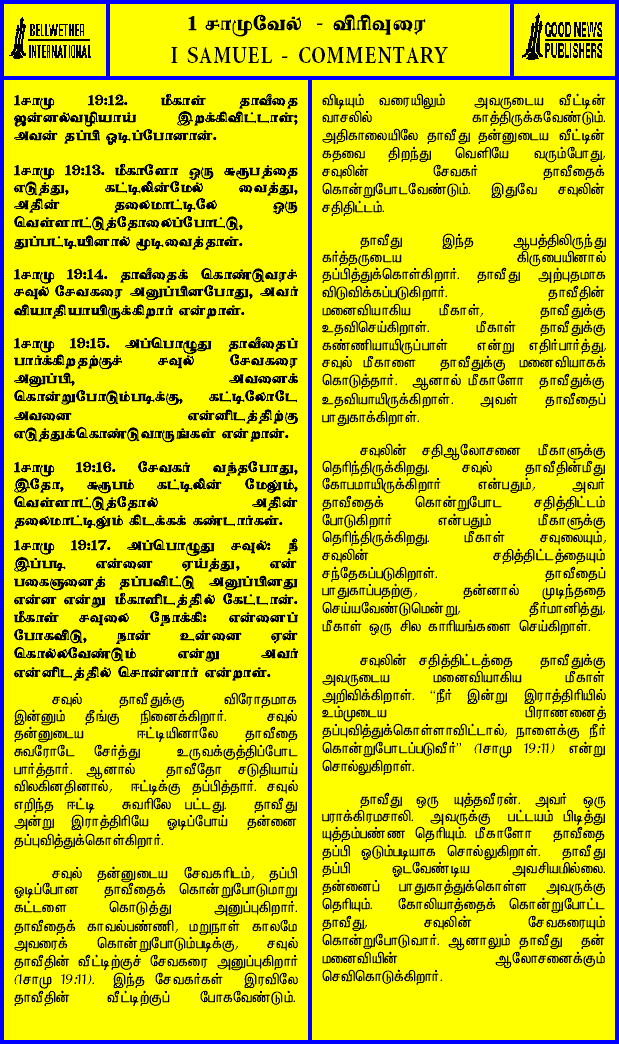 BELLWETHER
INTERNATIONAL
1 சாமுவேல் - விரிவுரை
I SAMUEL - COMMENTARY
GOOD NEWS
PUBLISHERS
1சாமு 19:12. மீகாள் தாவீதை
ஜன்னல்வழியாய் இறக்கிவிட்டாள்;
அவன் தப்பி ஓடிப்போனான்.
1சாமு 19:13. மீகாளோ ஒரு சுரூபத்தை
எடுத்து, கட்டிலின்மேல் வைத்து,
அதின் தலைமாட்டிலே ஒரு
வெள்ளாட்டுத்தோலைப்போட்டு,
துப்பட்டியினால் மூடிவைத்தாள்.
1சாமு 19:14. தாவீதைக் கொண்டுவரச்
சவுல் சேவகரை அனுப்பினபோது, அவர்
வியாதியாயிருக்கிறார் என்றாள்.
1சாமு 19:15. அப்பொழுது தாவீதைப்
பார்க்கிறதற்குச் சவுல் சேவகரை
அனுப்பி, அவனைக்
கொன்றுபோடும்படிக்கு, கட்டிலோடே
அவனை என்னிடத்திற்கு
எடுத்துக்கொண்டுவாருங்கள் என்றான்.
1சாமு 19:16. சேவகர் வந்தபோது,
இதோ, சுரூபம் கட்டிலின் மேலும்,
வெள்ளாட்டுத்தோல் அதின்
தலைமாட்டிலும் கிடக்கக் கண்டார்கள்.
1சாமு 19:17. அப்பொழுது சவுல்: நீ
இப்படி என்னை ஏய்த்து, என்
பகைஞனைத் தப்பவிட்டு அனுப்பினது
என்ன என்று மீகாளிடத்தில் கேட்டான்.
மீகாள் சவுலை நோக்கி: என்னைப்
போகவிடு, நான் உன்னை ஏன்
கொல்லவேண்டும் என்று அவர்
என்னிடத்தில் சொன்னார் என்றாள்.
சவுல் தாவீதுக்கு விரோதமாக
இன்னும் தீங்கு நினைக்கிறார். சவுல்
தன்னுடைய ஈட்டியினாலே தாவீதை
சுவரோடே சேர்த்து உருவக்குத்திப்போட
பார்த்தார். ஆனால் தாவீதோ சடுதியாய்
விலகினதினால், ஈட்டிக்கு தப்பித்தார். சவுல்
எறிந்த ஈட்டி சுவரிலே பட்டது. தாவீது
அன்று இராத்திரியே ஓடிப்போய் தன்னை
தப்புவித்துக்கொள்கிறார்.
சவுல் தன்னுடைய சேவகரிடம், தப்பி
ஓடிப்போன தாவீதைக் கொன்றுபோடுமாறு
கட்டளை கொடுத்து அனுப்புகிறார்.
தாவீதைக் காவல்பண்ணி, மறுநாள் காலமே
அவரைக் கொன்றுபோடும்படிக்கு, சவுல்
தாவீதின் வீட்டிற்குச் சேவகரை அனுப்புகிறார்
(1சாமு 19:11). இந்த சேவகர்கள் இரவிலே
தாவீதின் வீட்டிற்குப் போகவேண்டும்.
விடியும் வரையிலும் அவருடைய வீட்டின்
வாசலில் காத்திருக்கவேண்டும்.
அதிகாலையிலே தாவீது தன்னுடைய வீட்டின்
கதவை திறந்து வெளியே வரும்போது,
சவுலின் சேவகர் தாவீதைக்
கொன்றுபோடவேண்டும். இதுவே சவுலின்
சதிதிட்டம்.
தாவீது இந்த ஆபத்திலிருந்து
கர்த்தருடைய கிருபையினால்
தப்பித்துக்கொள்கிறார். தாவீது அற்புதமாக
விடுவிக்கப்படுகிறார். தாவீதின்
மனைவியாகிய மீகாள், தாவீதுக்கு
உதவிசெய்கிறாள். மீகாள் தாவீதுக்கு
கண்ணியாயிருப்பாள் என்று எதிர்பார்த்து,
சவுல் மீகாளை தாவீதுக்கு மனைவியாகக்
கொடுத்தார். ஆனால் மீகாளோ தாவீதுக்கு
உதவியாயிருக்கிறாள். அவள் தாவீதைப்
பாதுகாக்கிறாள்.
சவுலின் சதிஆலோசனை மீகாளுக்கு
தெரிந்திருக்கிறது. சவுல் தாவீதின்மீது
கோபமாயிருக்கிறார் என்பதும், அவர்
தாவீதைக் கொன்றுபோட சதித்திட்டம்
போடுகிறார் என்பதும் மீகாளுக்கு
தெரிந்திருக்கிறது. மீகாள் சவுலையும்,
சவுலின் சதித்திட்டத்தையும்
சந்தேகப்படுகிறாள். தாவீதைப்
பாதுகாப்பதற்கு, தன்னால் முடிந்ததை
செய்யவேண்டுமென்று, தீர்மானித்து,
மீகாள் ஒரு சில காரியங்களை செய்கிறாள்.
சவுலின் சதித்திட்டத்தை தாவீதுக்கு
அவருடைய மனைவியாகிய மீகாள்
அறிவிக்கிறாள். "நீர் இன்று இராத்திரியில்
உம்முடைய பிராணனைத்
தப்புவித்துக்கொள்ளாவிட்டால், நாளைக்கு நீர்
கொன்றுபோடப்படுவீர்" (1சாமு 19:11) என்று
சொல்லுகிறாள்.
தாவீது ஒரு யுத்தவீரன். அவர் ஒரு
பராக்கிரமசாலி. அவருக்கு பட்டயம் பிடித்து
யுத்தம்பண்ண தெரியும். மீகாளோ தாவீதை
தப்பி ஓடும்படியாக சொல்லுகிறாள். தாவீது
தப்பி ஓடவேண்டிய அவசியமில்லை.
தன்னைப் பாதுகாத்துக்கொள்ள அவருக்கு
தெரியும். கோலியாத்தைக் கொன்றுபோட்ட
தாவீது, சவுலின் சேவகரையும்
கொன்றுபோடுவார். ஆனாலும் தாவீது தன்
மனைவியின் ஆலோசனைக்கும்
செவிகொடுக்கிறார்.